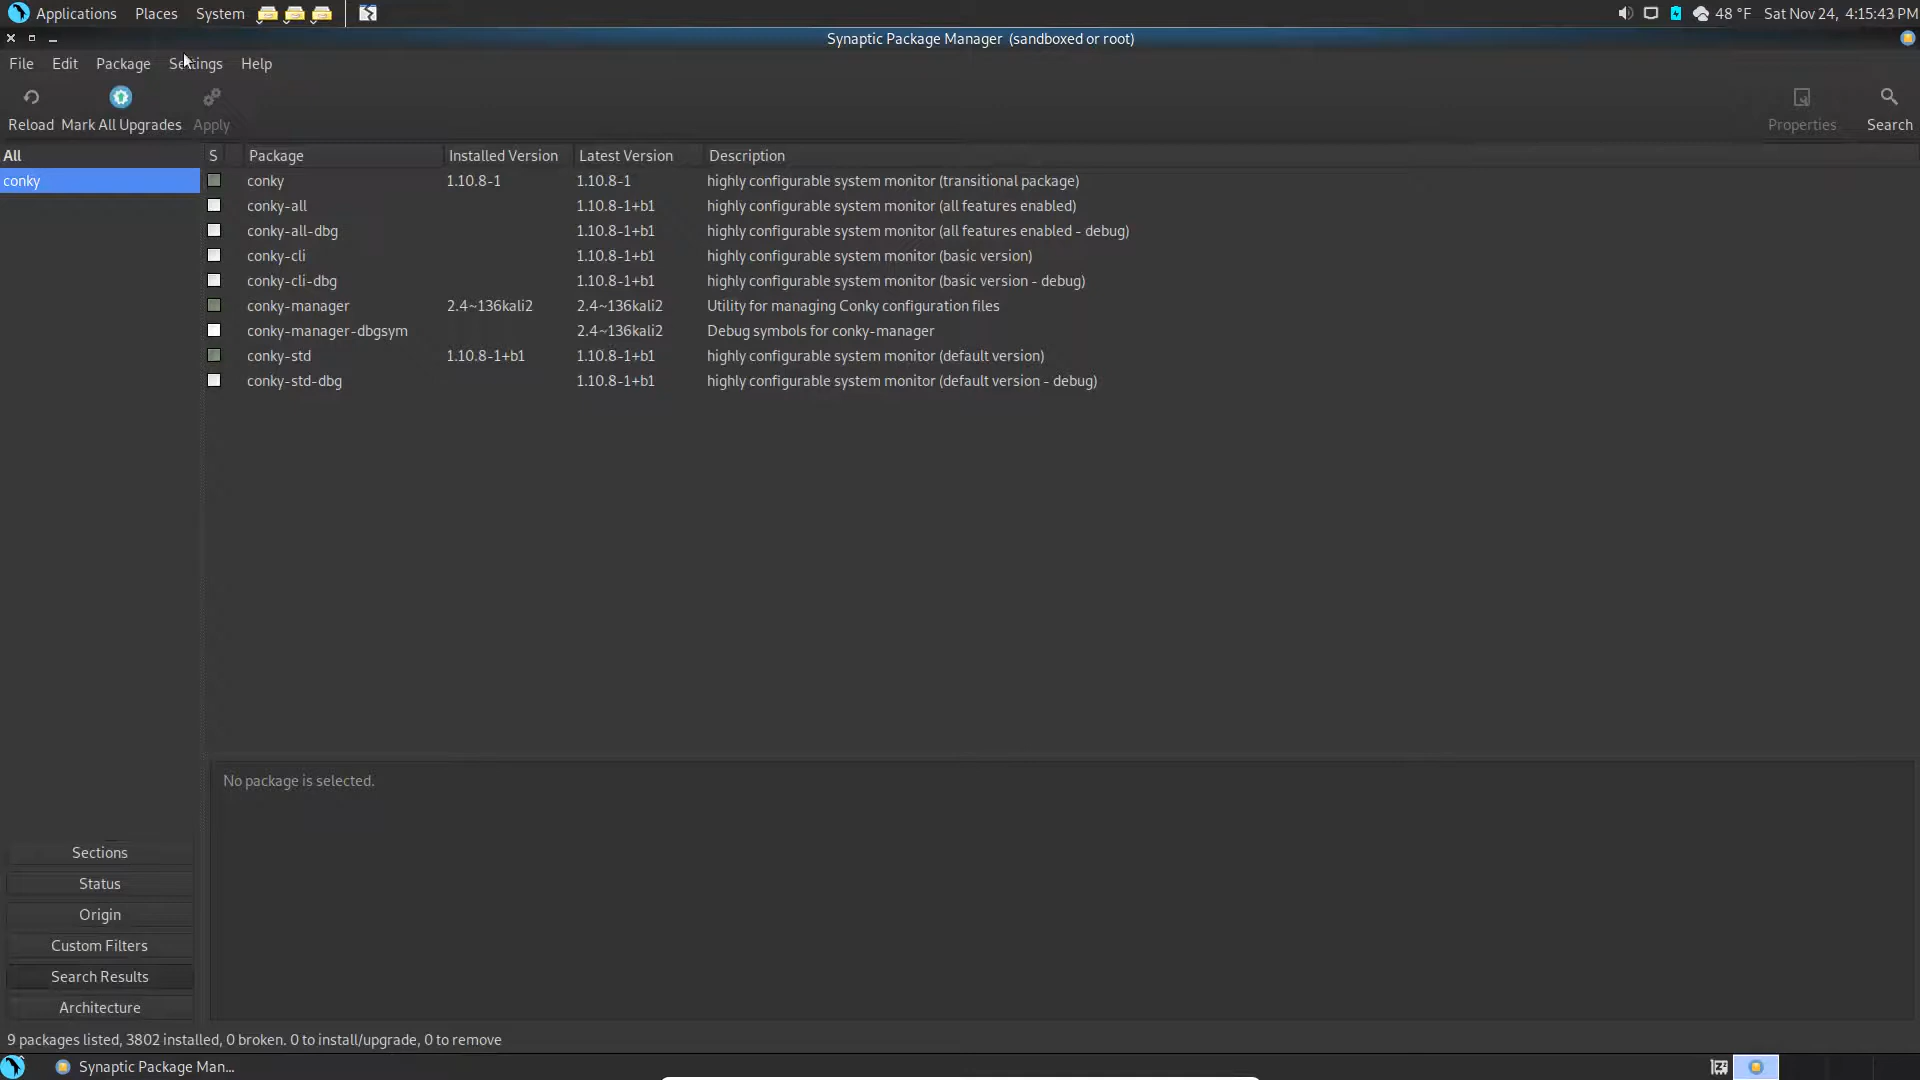 Applications Places System 48 °F Sat Nov 24, 4:15:43 PM
Synaptic Package Manager (sandboxed or root)
File Edit Package Settings Help
Reload Mark All Upgrades Apply Properties Search
All S Package Installed Version Latest Version Description
conky conky 1.10.8-1 1.10.8-1 highly configurable system monitor (transitional package)
conky-all 1.10.8-1+b1 highly configurable system monitor (all features enabled)
conky-all-dbg 1.10.8-1+b1 highly configurable system monitor (all features enabled - debug)
conky-cli 1.10.8-1+b1 highly configurable system monitor (basic version)
conky-cli-dbg 1.10.8-1+b1 highly configurable system monitor (basic version - debug)
conky-manager 2.4~136kali2 2.4~136kali2 Utility for managing Conky configuration files
conky-manager-dbgsym 2.4~136kali2 Debug symbols for conky-manager
conky-std 1.10.8-1+b1 1.10.8-1+b1 highly configurable system monitor (default version)
conky-std-dbg 1.10.8-1+b1 highly configurable system monitor (default version - debug)
No package is selected.
Sections
Status
Origin
Custom Filters
Search Results
Architecture
9 packages listed, 3802 installed, 0 broken. 0 to install/upgrade, 0 to remove
Synaptic Package Man...